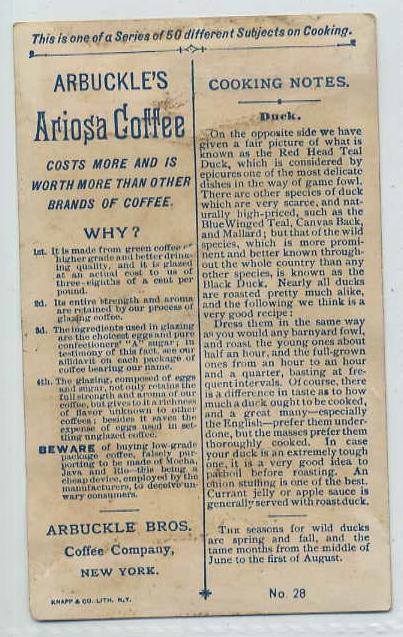 This is one of a Series of 50 different Subjects on Cooking.
ARBUCKLE'S
Ariosa Coffee
COSTS MORE AND IS
WORTH MORE THAN OTHER
BRANDS OF COFFEE.
WHY?
1st. It is made from green coffee of
higher grade and better drink-
ing quality, and it is glazed
at an actual cost to us of
three-eigths of a cent per
pound.
2d. Its entire strength and aroma
are retained by our process of
glazing coffee.
3d. The ingredients used in glazing
are the choicest eggs and pure
confectioners' "A" sugar; in
testimony of this fact, see our
affidavit on each package of
coffee bearing our name.
4th. The glazing, composed of eggs
and sugar, not only retains the
full strength and aroma of our
coffee, but gives to it a richness
of flavor unknown to other
coffees; besides it saves the
expense of eggs used in set-
tling unglazed coffee.
BEWARE of buying low-grade
package coffee, falsely pur-
porting to be made of Mocha,
Java and Rio—this being a
cheap device, employed by the
manufacturers, to deceive un-
wary consumers.
ARBUCKLE BROS.
Coffee Company,
NEW YORK.
KNAPP & CO. LITH. N.Y.
COOKING NOTES.
Duck.
On the opposite side we have
given a fair picture of what is
known as the Red Head Teal
Duck, which is considered by
epicures one of the most delicate
dishes in the way of game fowl.
There are other species of duck
which are very scarce, and nat-
urally high-priced, such as the
Blue Winged Teal, Canvas Back,
and Mallard; but that of the wild
species, which is more promi-
nent and better known through-
out the whole country than any
other species, is known as the
Black Duck. Nearly all ducks
are roasted pretty much alike,
and the following we think is a
very good recipe:
Dress them in the same way
as you would any barnyard fowl,
and roast the young ones about
half an hour, and the full-grown
ones from an hour to an hour
and a quarter, basting at fre-
quent intervals. Of course, there
is a difference in taste as to how
much a duck ought to be cooked,
and a great many—especially
the English—prefer them under-
done, but the masses prefer them
thoroughly cooked. In case
your duck is an extremely tough
one, it is a very good idea to
parboil before roasting. An
onion stuffing is one of the best.
Currant jelly or apple sauce is
generally served with roast duck.
THE seasons for wild ducks
are spring and fall, and the
tame months from the middle of
June to the first of August.
No. 28